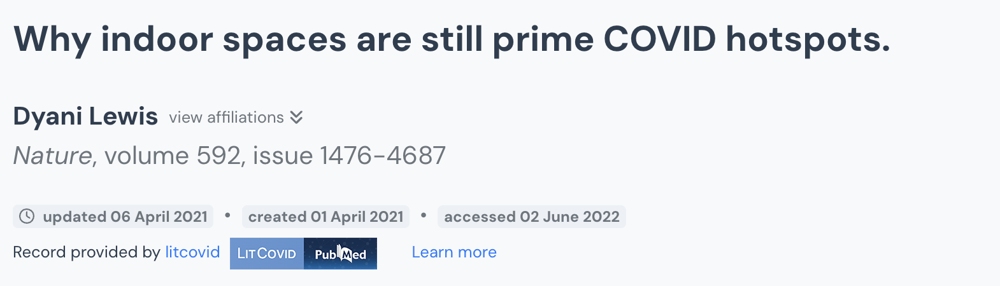 Why indoor spaces are still prime COVID hotspots.
Dyani Lewis view affiliations
Nature, volume 592, issue 1476-4687
updated 06 April 2021 • created 01 April 2021 • accessed 02 June 2022
Record provided by litcovid LITCOVID PubMed Learn more